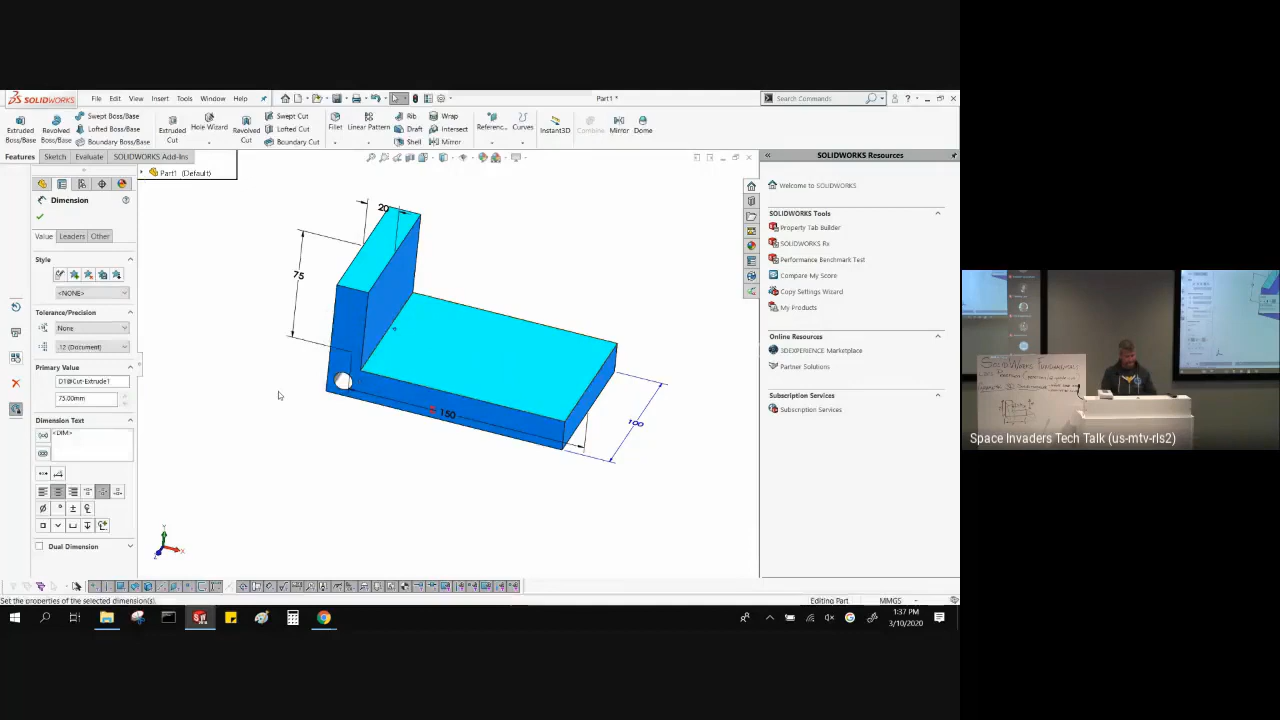 SOLIDWORKS File Edit View Insert Tools Window Help Part1 * Search Commands
Extruded Boss/Base Revolved Boss/Base Swept Boss/Base Lofted Boss/Base Boundary Boss/Base Extruded Cut Hole Wizard Revolved Cut Swept Cut Lofted Cut Boundary Cut Fillet Linear Pattern Rib Draft Shell Wrap Intersect Mirror Referenc... Curves Instant3D Combine Mirror Dome
Features Sketch Evaluate SOLIDWORKS Add-Ins
Part1 (Default)
SOLIDWORKS Resources
Dimension
Value Leaders Other
Style
<NONE>
Tolerance/Precision
None
.12 (Document)
Primary Value
D1@Cut-Extrude1
75.00mm
Dimension Text
<DIM>
Dual Dimension
20
75
150
100
Y
X
Z
Welcome to SOLIDWORKS
SOLIDWORKS Tools
Property Tab Builder
SOLIDWORKS Rx
Performance Benchmark Test
Compare My Score
Copy Settings Wizard
My Products
Online Resources
3DEXPERIENCE Marketplace
Partner Solutions
Subscription Services
Subscription Services
Set the properties of the selected dimension(s).
Editing Part MMGS
1:37 PM
3/10/2020
Space Invaders Tech Talk (us-mtv-rls2)